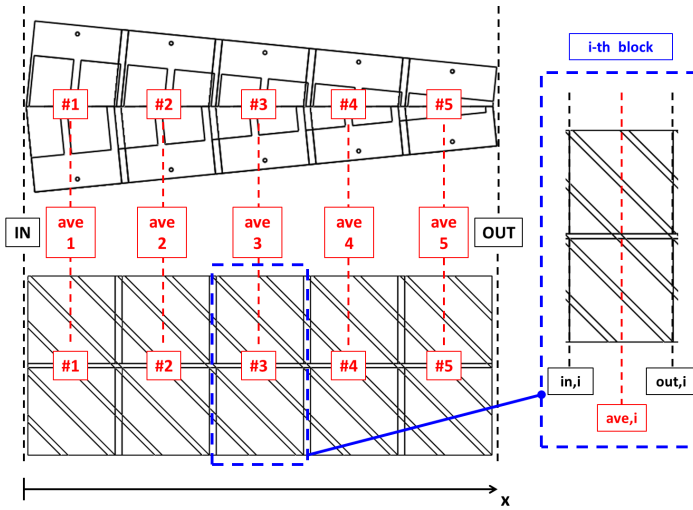 i-th block
#1 #2 #3 #4 #5
IN
ave
1
ave
2
ave
3
ave
4
ave
5
OUT
#1 #2 #3 #4 #5
in,i
out,i
ave,i
x